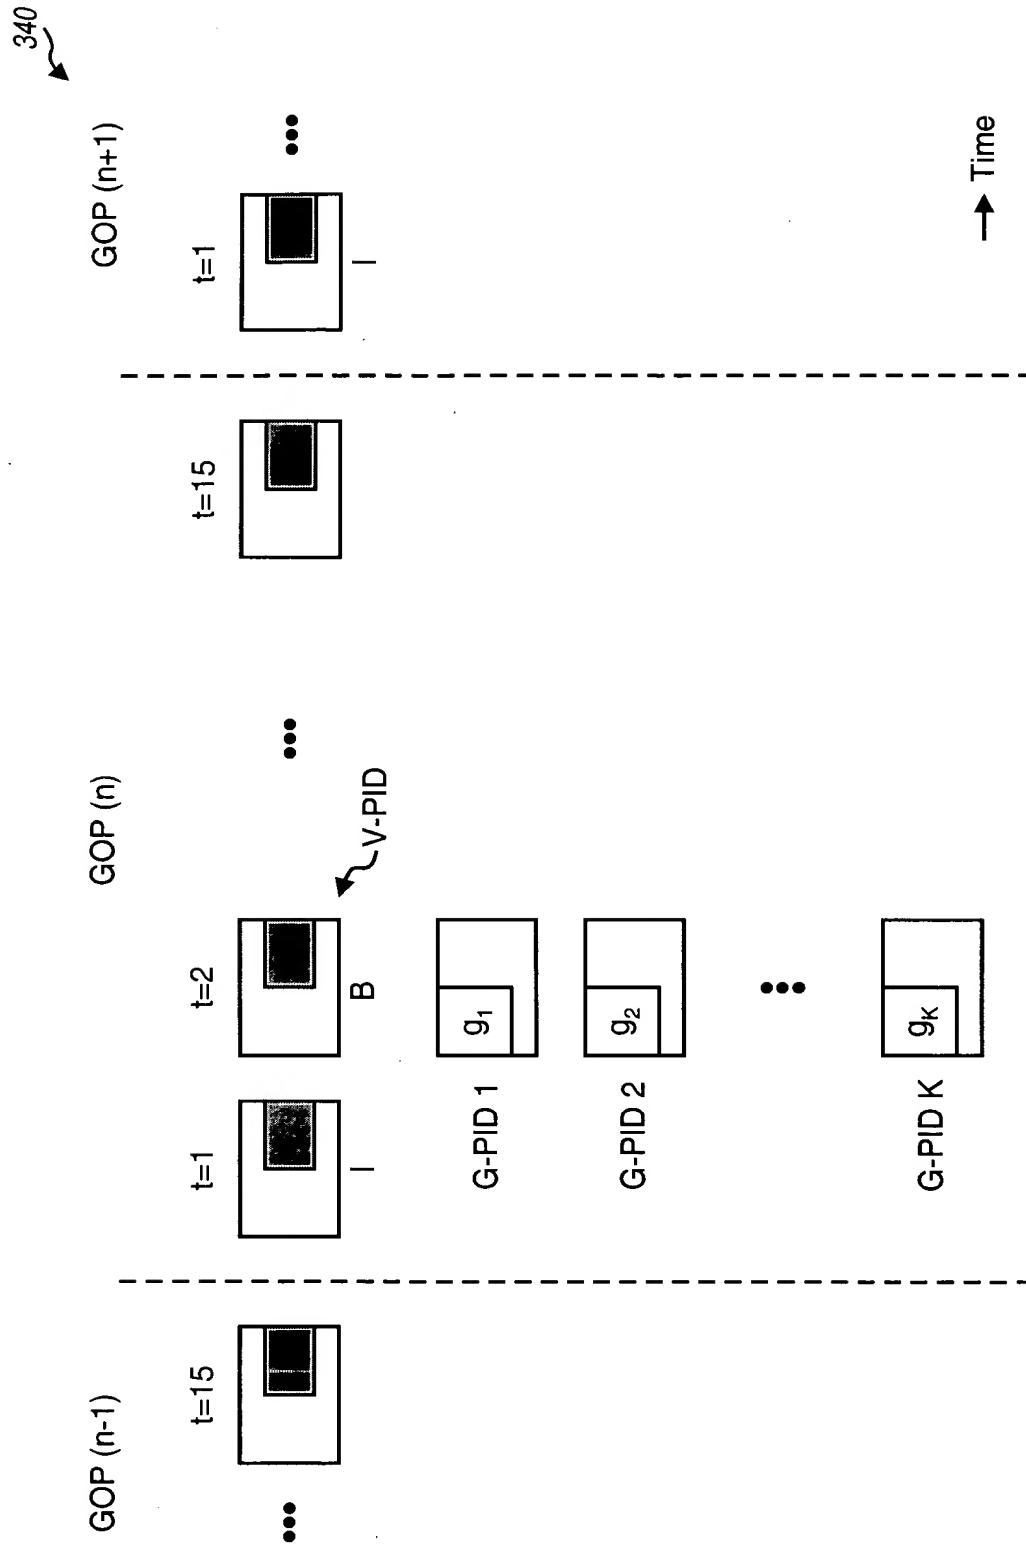 340
GOP (n-1)
GOP (n)
GOP (n+1)
t=15
t=1
t=2
t=15
t=1
I
B
I
V-PID
G-PID 1
g1
G-PID 2
g2
G-PID K
gK
Time